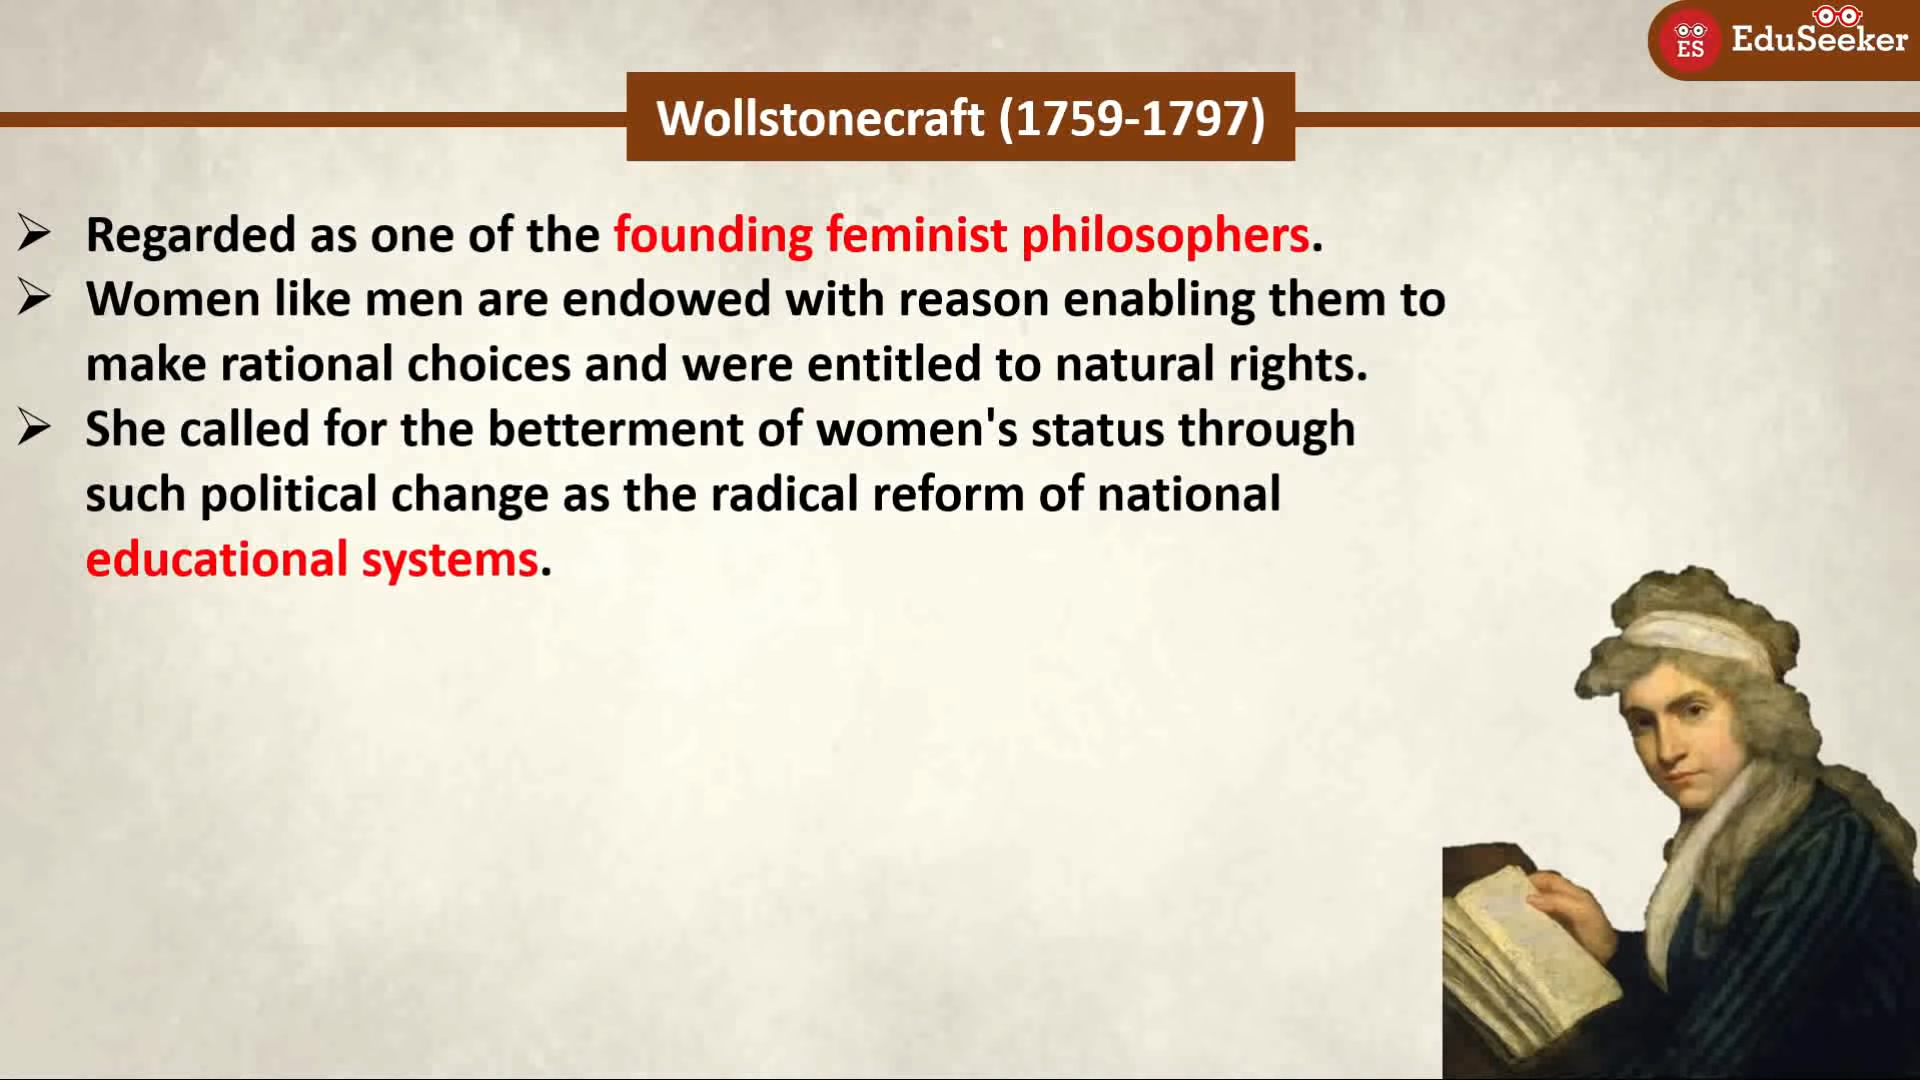 ES EduSeeker
Wollstonecraft (1759-1797)
Regarded as one of the founding feminist philosophers.
Women like men are endowed with reason enabling them to
make rational choices and were entitled to natural rights.
She called for the betterment of women's status through
such political change as the radical reform of national
educational systems.